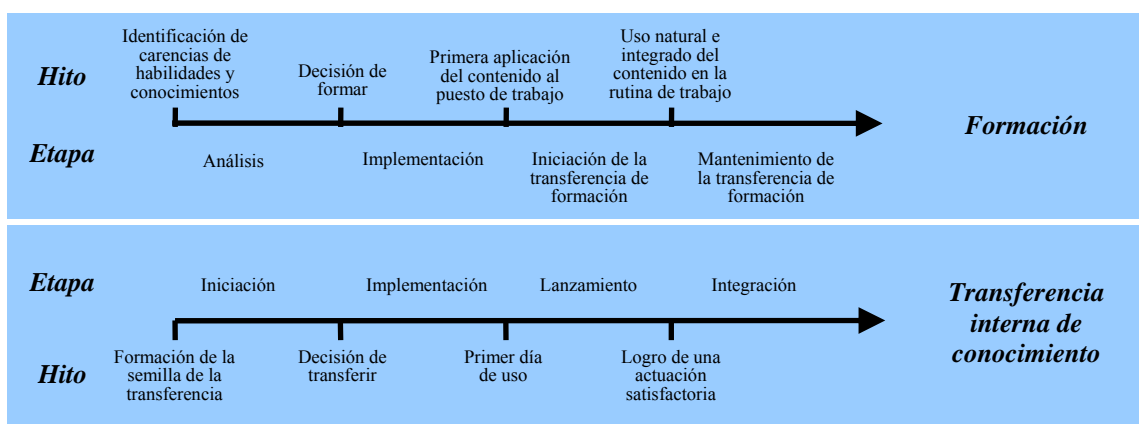 Identificación de
carencias de
habilidades y
conocimientos
Decisión de
formar
Primera aplicación
del contenido al
puesto de trabajo
Uso natural e
integrado del
contenido en la
rutina de trabajo
Hito
Formación
Etapa
Análisis
Implementación
Iniciación de la
transferencia de
formación
Mantenimiento de
la transferencia de
formación
Etapa
Iniciación
Implementación
Lanzamiento
Integración
Transferencia
interna de
conocimiento
Hito
Formación de la
semilla de la
transferencia
Decisión de
transferir
Primer día
de uso
Logro de una
actuación
satisfactoria